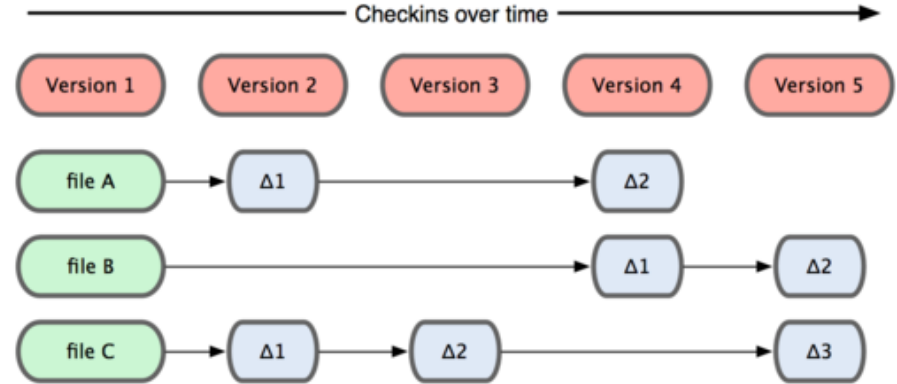 Checkins over time
Version 1 Version 2 Version 3 Version 4 Version 5
file A Δ1 Δ2
file B Δ1 Δ2
file C Δ1 Δ2 Δ3